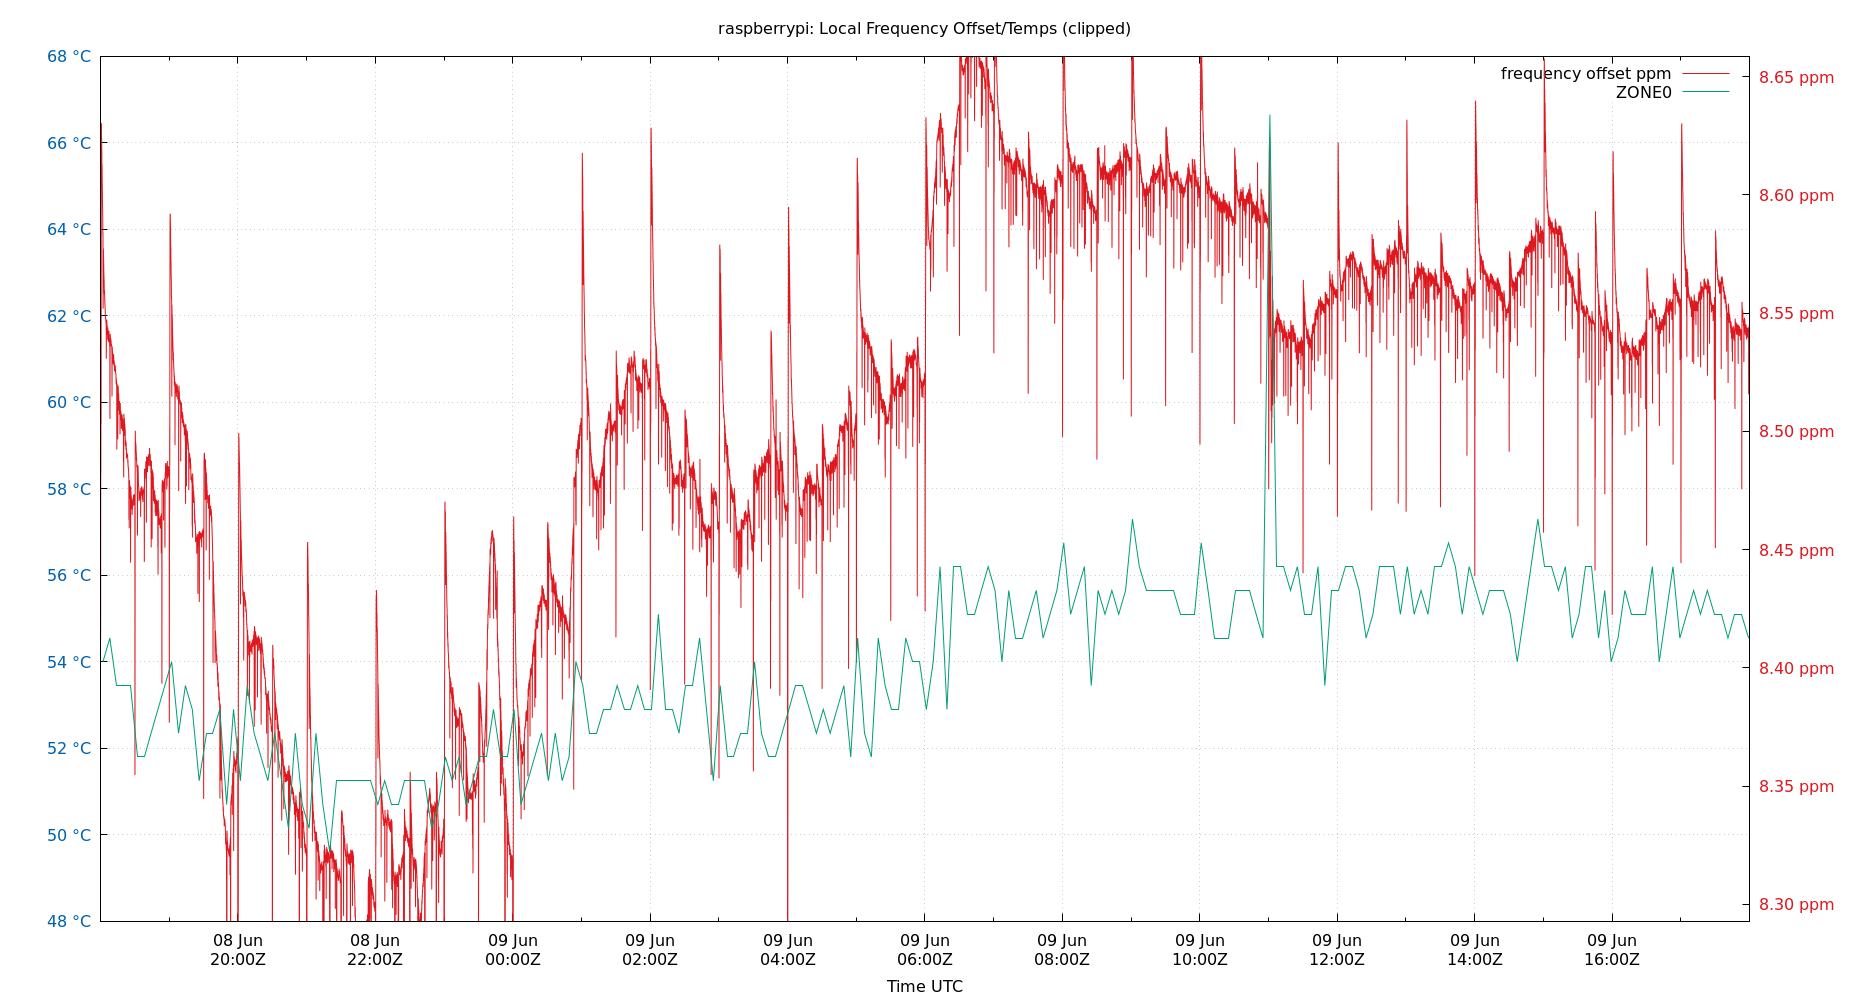 raspberrypi: Local Frequency Offset/Temps (clipped)
frequency offset ppm
ZONE0
68 °C
66 °C
64 °C
62 °C
60 °C
58 °C
56 °C
54 °C
52 °C
50 °C
48 °C
8.65 ppm
8.60 ppm
8.55 ppm
8.50 ppm
8.45 ppm
8.40 ppm
8.35 ppm
8.30 ppm
08 Jun
20:00Z
08 Jun
22:00Z
09 Jun
00:00Z
09 Jun
02:00Z
09 Jun
04:00Z
09 Jun
06:00Z
09 Jun
08:00Z
09 Jun
10:00Z
09 Jun
12:00Z
09 Jun
14:00Z
09 Jun
16:00Z
Time UTC